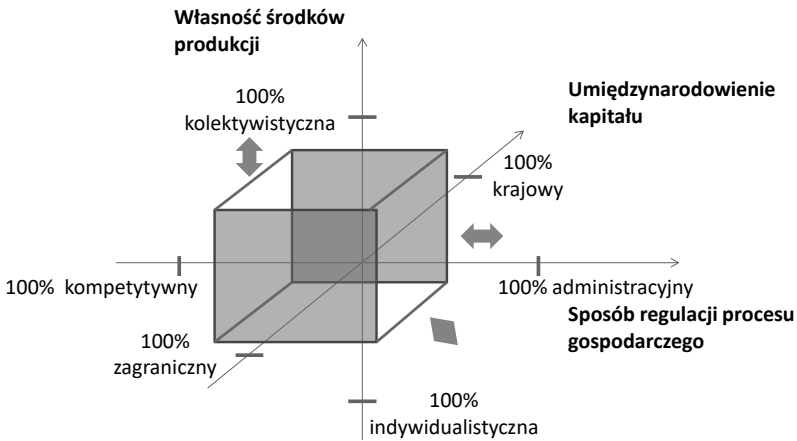 Własność środków
produkcji
100%
kolektywistyczna
Umiędzynarodowienie
kapitału
100%
krajowy
100% kompetytywny
100% administracyjny
Sposób regulacji procesu
gospodarczego
100%
zagraniczny
100%
indywidualistyczna